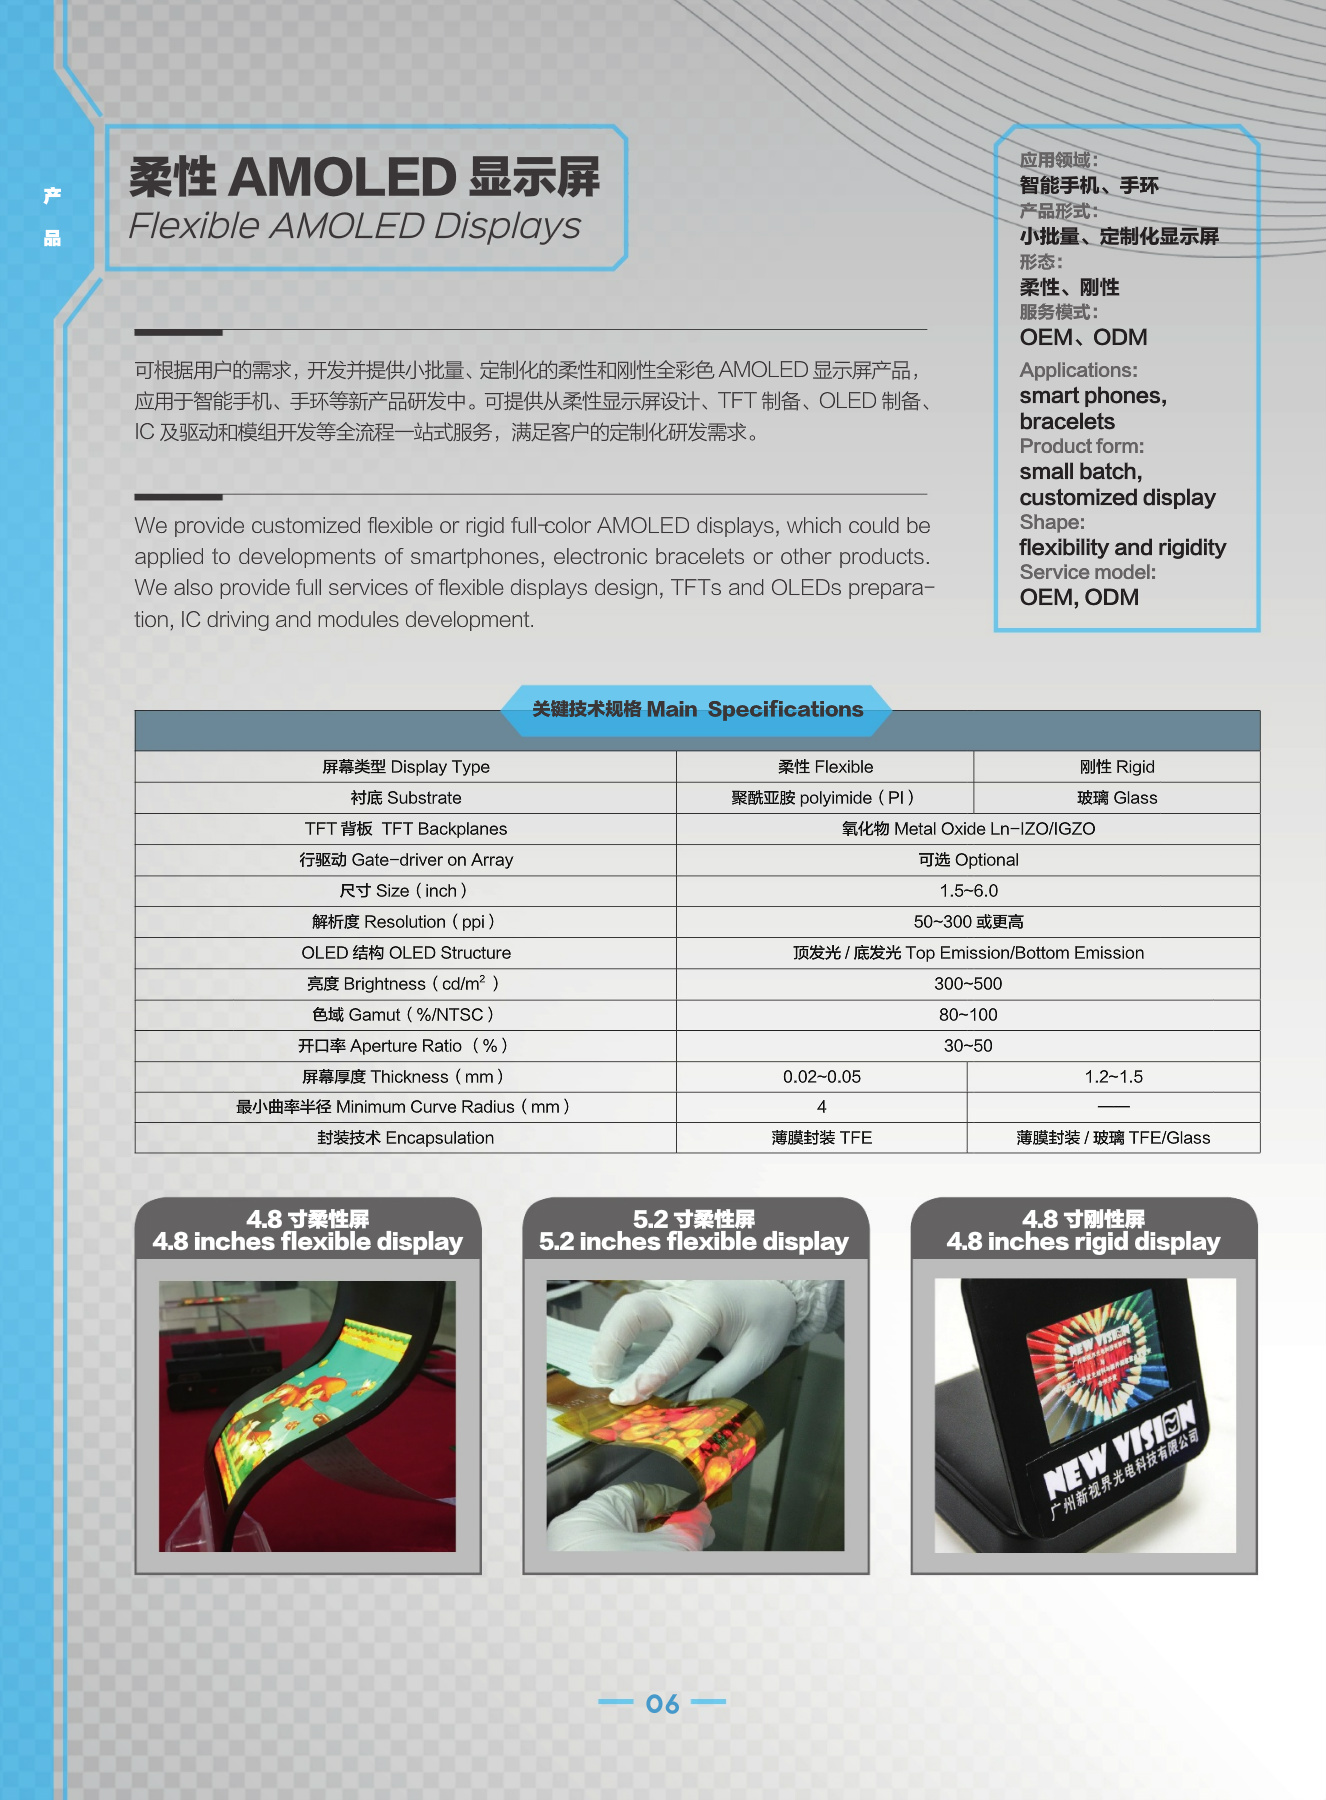 产
品
柔性 AMOLED 显示屏
Flexible AMOLED Displays
应用领域：
智能手机、手环
产品形式：
小批量、定制化显示屏
形态：
柔性、刚性
服务模式：
OEM、ODM
Applications:
smart phones,
bracelets
Product form:
small batch,
customized display
Shape:
flexibility and rigidity
Service model:
OEM, ODM
可根据用户的需求，开发并提供小批量、定制化的柔性和刚性全彩色 AMOLED 显示屏产品，
应用于智能手机、手环等新产品研发中。可提供从柔性显示屏设计、TFT 制备、OLED 制备、
IC 及驱动和模组开发等全流程一站式服务，满足客户的定制化研发需求。
We provide customized flexible or rigid full-color AMOLED displays, which could be
applied to developments of smartphones, electronic bracelets or other products.
We also provide full services of flexible displays design, TFTs and OLEDs prepara-
tion, IC driving and modules development.
关键技术规格 Main Specifications
屏幕类型 Display Type 柔性 Flexible 刚性 Rigid
衬底 Substrate 聚酰亚胺 polyimide（PI） 玻璃 Glass
TFT 背板 TFT Backplanes 氧化物 Metal Oxide Ln-IZO/IGZO
行驱动 Gate-driver on Array 可选 Optional
尺寸 Size（inch） 1.5~6.0
解析度 Resolution（ppi） 50~300 或更高
OLED 结构 OLED Structure 顶发光 / 底发光 Top Emission/Bottom Emission
亮度 Brightness（cd/m²） 300~500
色域 Gamut（%/NTSC） 80~100
开口率 Aperture Ratio （%） 30~50
屏幕厚度 Thickness（mm） 0.02~0.05 1.2~1.5
最小曲率半径 Minimum Curve Radius（mm） 4 ——
封装技术 Encapsulation 薄膜封装 TFE 薄膜封装 / 玻璃 TFE/Glass
4.8 寸柔性屏
4.8 inches flexible display
5.2 寸柔性屏
5.2 inches flexible display
4.8 寸刚性屏
4.8 inches rigid display
NEW VISION
NEW VISION
广州新视界光电科技有限公司
06